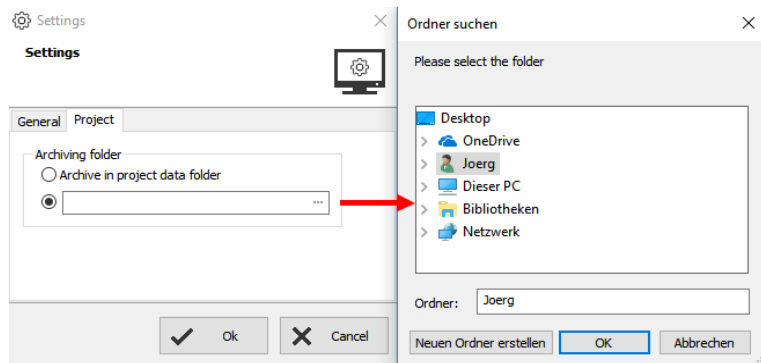 Settings
Settings
General Project
Archiving folder
Archive in project data folder
...
Ok Cancel
Ordner suchen
Please select the folder
Desktop
OneDrive
Joerg
Dieser PC
Bibliotheken
Netzwerk
Ordner: Joerg
Neuen Ordner erstellen OK Abbrechen